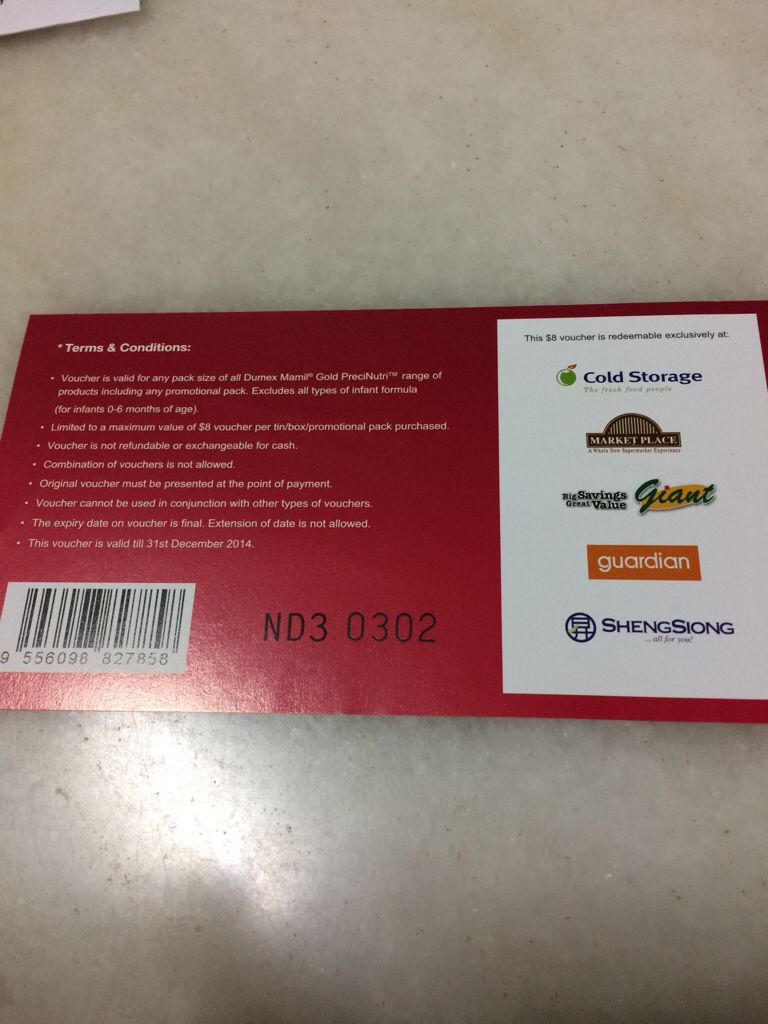 * Terms & Conditions:
• Voucher is valid for any pack size of all Dumex Mamil® Gold PreciNutri™ range of
products including any promotional pack. Excludes all types of infant formula
(for infants 0-6 months of age).
• Limited to a maximum value of $8 voucher per tin/box/promotional pack purchased.
• Voucher is not refundable or exchangeable for cash.
• Combination of vouchers is not allowed.
• Original voucher must be presented at the point of payment.
• Voucher cannot be used in conjunction with other types of vouchers.
• The expiry date on voucher is final. Extension of date is not allowed.
• This voucher is valid till 31st December 2014.
9 556098 827858
ND3 0302
This $8 voucher is redeemable exclusively at:
Cold Storage
The fresh food people
MARKET PLACE
A Whole New Supermarket Experience
Big Savings
Great Value
Giant
guardian
昇
SHENGSIONG
... all for you!